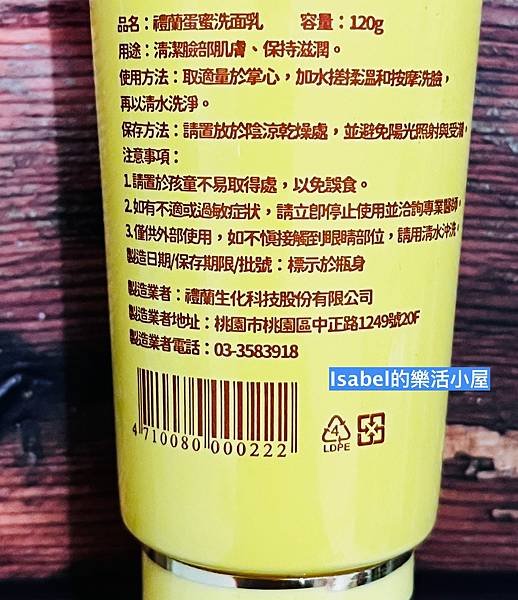 品名：禮蘭蛋蜜洗面乳 容量：120g
用途：清潔臉部肌膚、保持滋潤。
使用方法：取適量於掌心，加水搓揉溫和按摩洗臉，
再以清水洗淨。
保存方法：請置放於陰涼乾燥處，並避免陽光照射與受潮。
注意事項：
1.請置於孩童不易取得處，以免誤食。
2.如有不適或過敏症狀，請立即停止使用並洽詢專業醫師。
3.僅供外部使用，如不慎接觸到眼睛部位，請用清水沖洗。
製造日期/保存期限/批號：標示於瓶身
製造業者：禮蘭生化科技股份有限公司
製造業者地址：桃園市桃園區中正路1249號20F
製造業者電話：03-3583918
Isabel的樂活小屋
4 710080 000222
4
LDPE